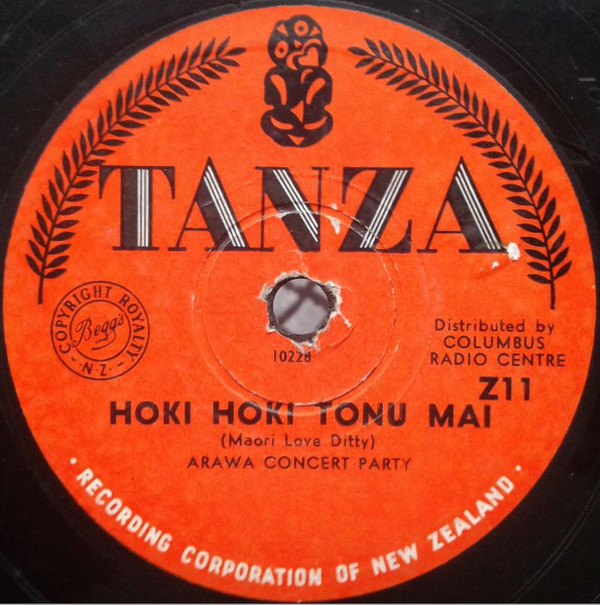 TANZA
COPYRIGHT ROYALTY
Begg's
·N·Z·
Distributed by
COLUMBUS
RADIO CENTRE
10228
Z11
HOKI HOKI TONU MAI
(Maori Love Ditty)
ARAWA CONCERT PARTY
· RECORDING CORPORATION OF NEW ZEALAND ·